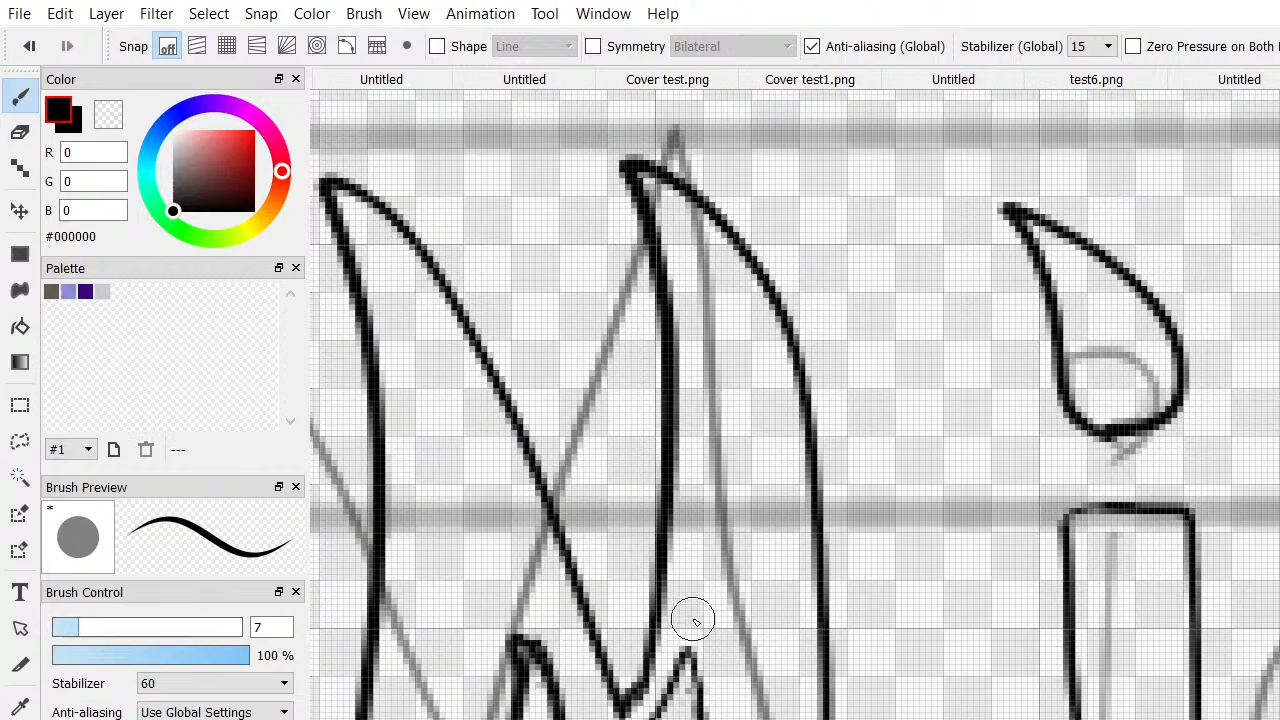 File Edit Layer Filter Select Snap Color Brush View Animation Tool Window Help
Snap off Shape Line Symmetry Bilateral Anti-aliasing (Global) Stabilizer (Global) 15 Zero Pressure on Both
Color
Untitled Untitled Cover test.png Cover test1.png Untitled test6.png Untitled
R 0
G 0
B 0
#000000
Palette
#1 ---
Brush Preview
*
Brush Control
7
100 %
Stabilizer 60
Anti-aliasing Use Global Settings
T